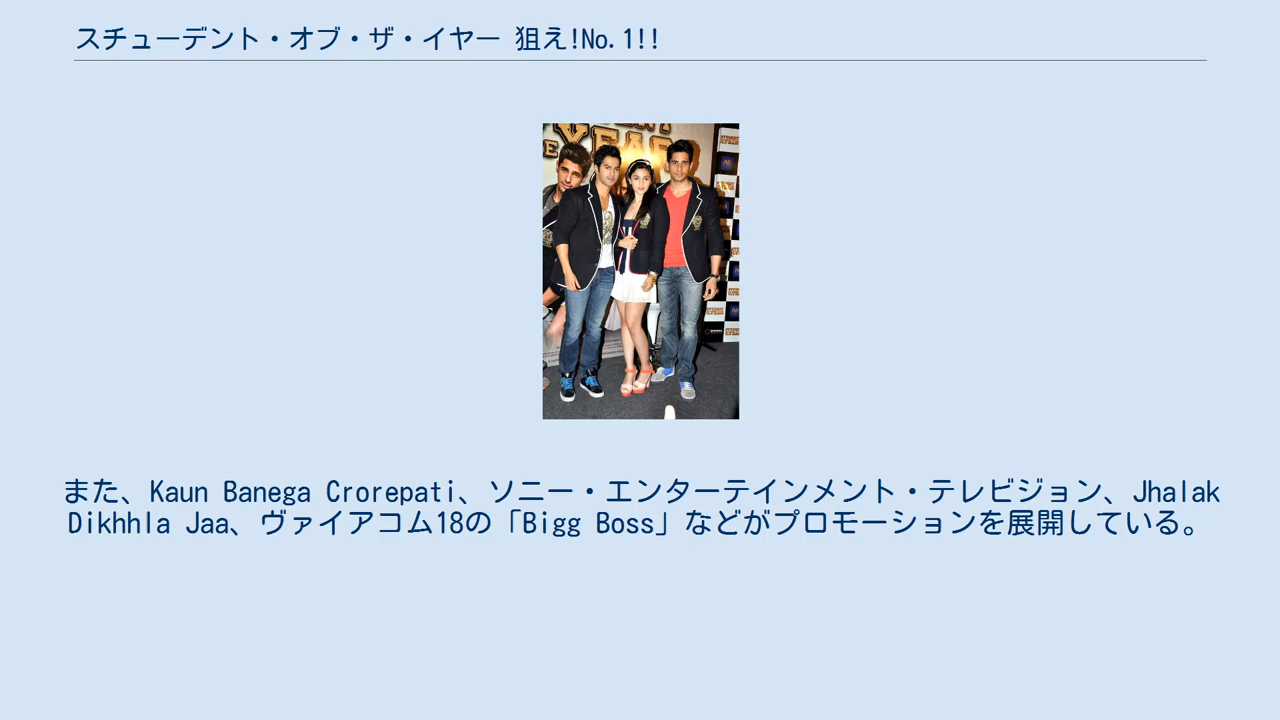 スチューデント・オブ・ザ・イヤー 狙え!No.1!!
YEAR
また、Kaun Banega Crorepati、ソニー・エンターテインメント・テレビジョン、Jhalak
Dikhhla Jaa、ヴァイアコム18の「Bigg Boss」などがプロモーションを展開している。